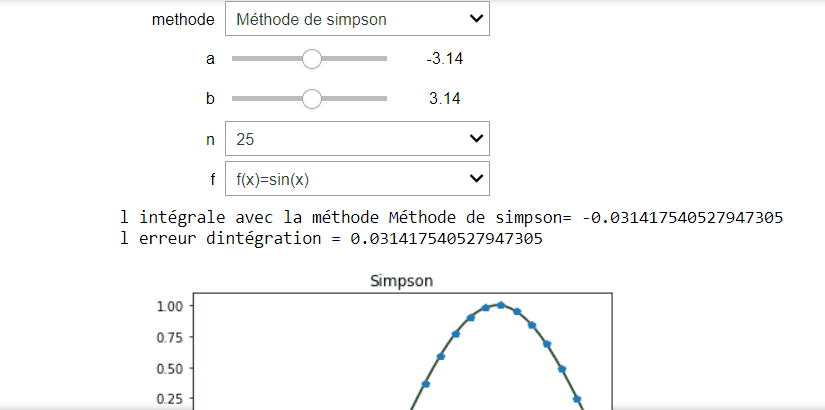 methode Méthode de simpson
a -3.14
b 3.14
n 25
f f(x)=sin(x)
l intégrale avec la méthode Méthode de simpson= -0.031417540527947305
l erreur dintégration = 0.031417540527947305
Simpson
1.00
0.75
0.50
0.25